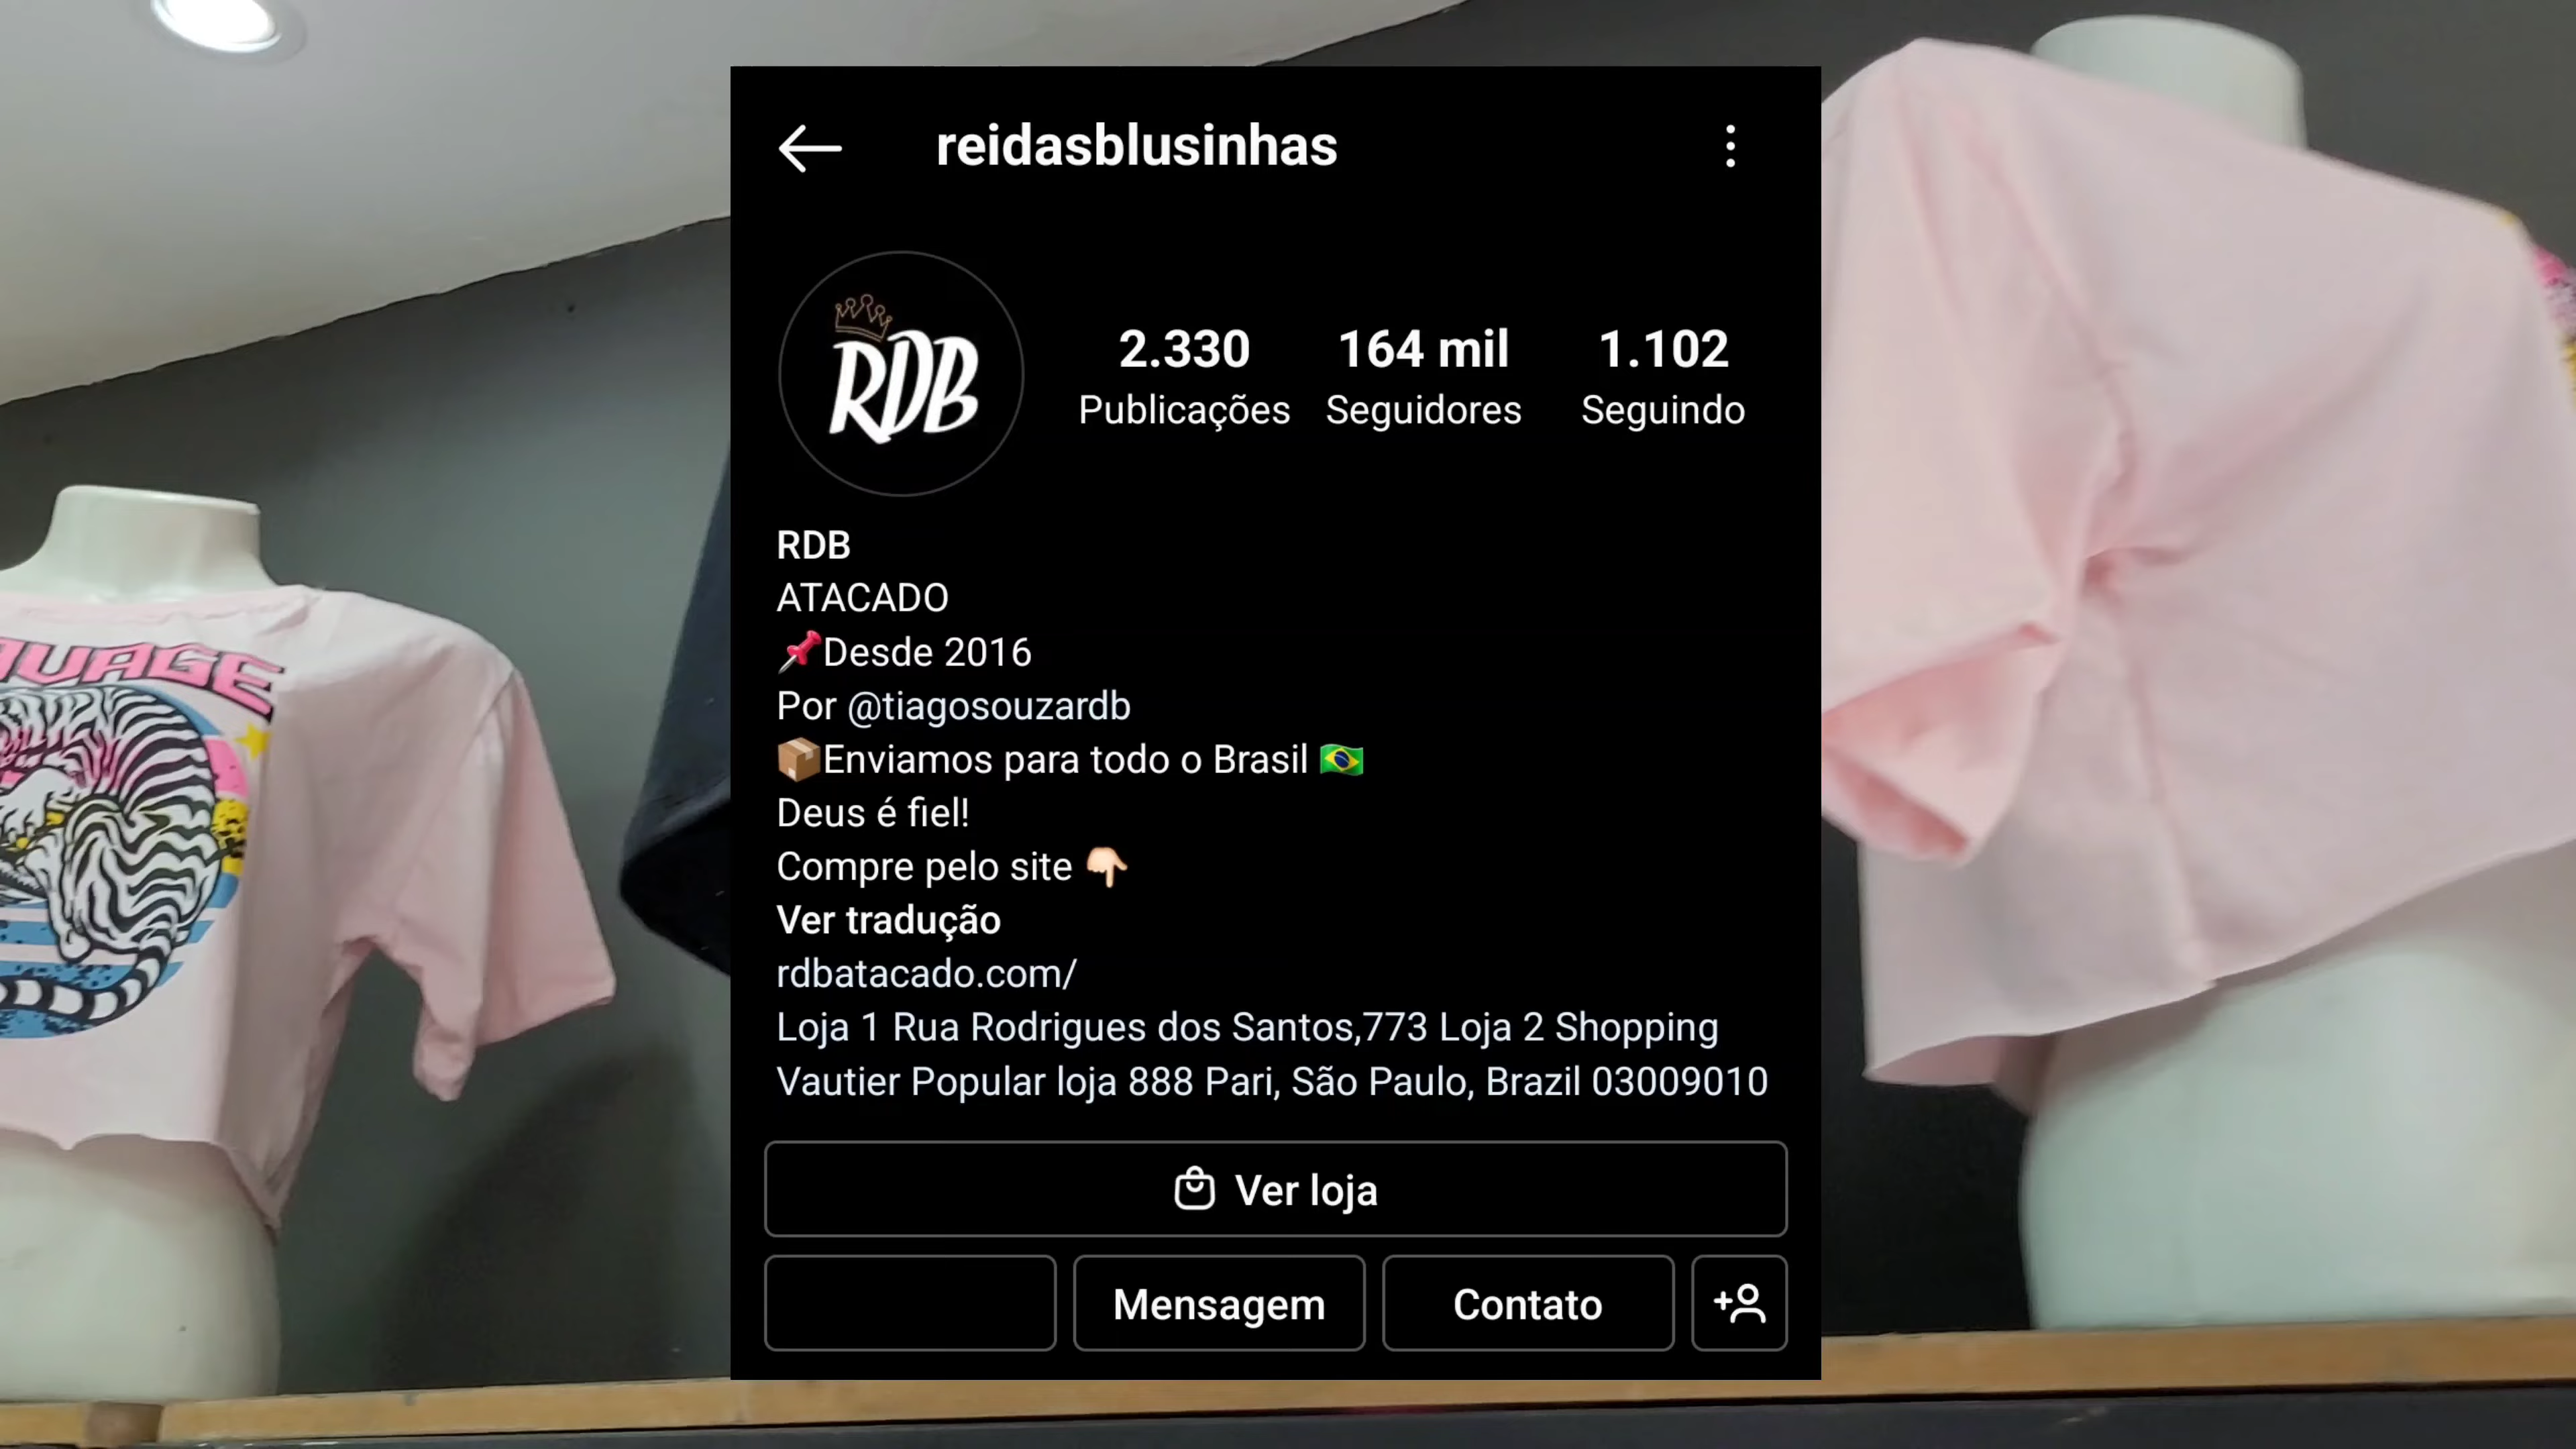 reidasblusinhas
RDB
2.330
164 mil
1.102
Publicações
Seguidores
Seguindo
RDB
ATACADO
📌Desde 2016
Por @tiagosouzardb
📦Enviamos para todo o Brasil 🇧🇷
Deus é fiel!
Compre pelo site 👇🏻
Ver tradução
rdbatacado.com/
Loja 1 Rua Rodrigues dos Santos,773 Loja 2 Shopping
Vautier Popular loja 888 Pari, São Paulo, Brazil 03009010
Ver loja
Mensagem
Contato